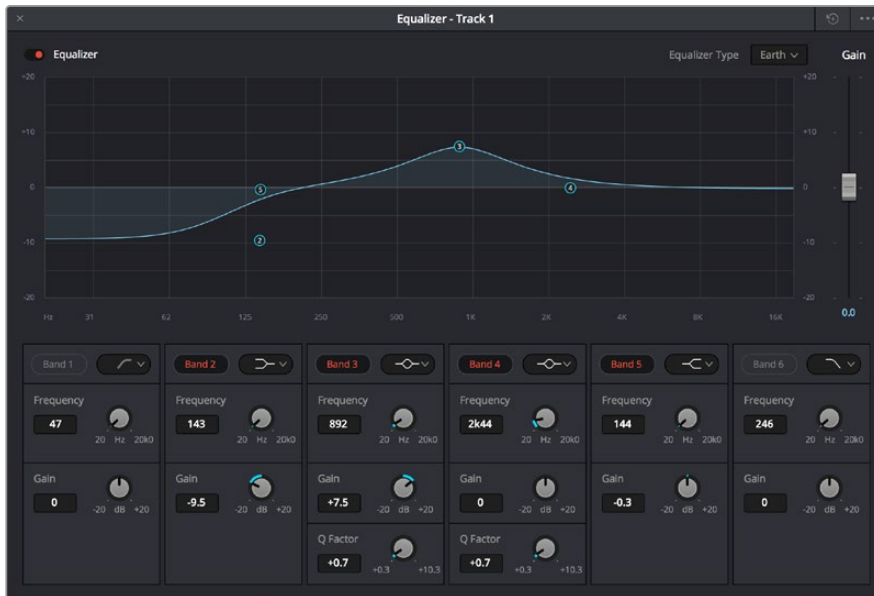 Equalizer - Track 1
Equalizer
Equalizer Type Earth Gain
+20 +20
+10 +10
0 0
-10 -10
-20 -20
Hz 31 62 125 250 500 1K 2K 4K 8K 16K
5 3 4 2
0.0
Band 1 Band 2 Band 3 Band 4 Band 5 Band 6
Frequency Frequency Frequency Frequency Frequency Frequency
47 143 892 2k44 144 246
20 Hz 20k0 20 Hz 20k0 20 Hz 20k0 20 Hz 20k0 20 Hz 20k0 20 Hz 20k0
Gain Gain Gain Gain Gain Gain
0 -9.5 +7.5 0 -0.3 0
-20 dB +20 -20 dB +20 -20 dB +20 -20 dB +20 -20 dB +20 -20 dB +20
Q Factor Q Factor
+0.7 +0.7
+0.3 +10.3 +0.3 +10.3